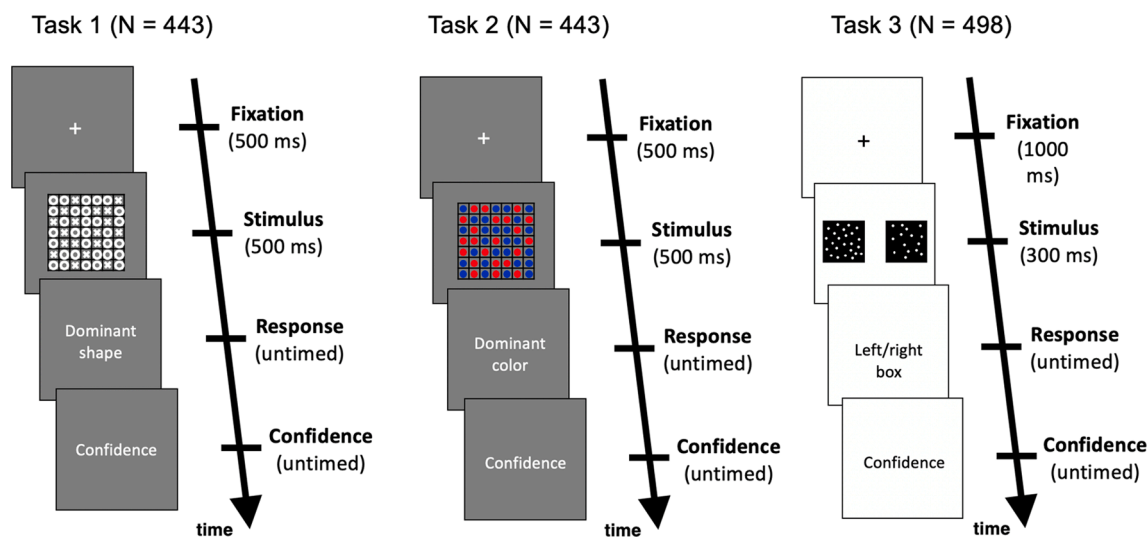 Task 1 (N = 443)
Fixation
(500 ms)
Stimulus
(500 ms)
Dominant
shape
Response
(untimed)
Confidence
Confidence
(untimed)
time
Task 2 (N = 443)
Fixation
(500 ms)
Stimulus
(500 ms)
Dominant
color
Response
(untimed)
Confidence
Confidence
(untimed)
time
Task 3 (N = 498)
Fixation
(1000
ms)
Stimulus
(300 ms)
Left/right
box
Response
(untimed)
Confidence
Confidence
(untimed)
time